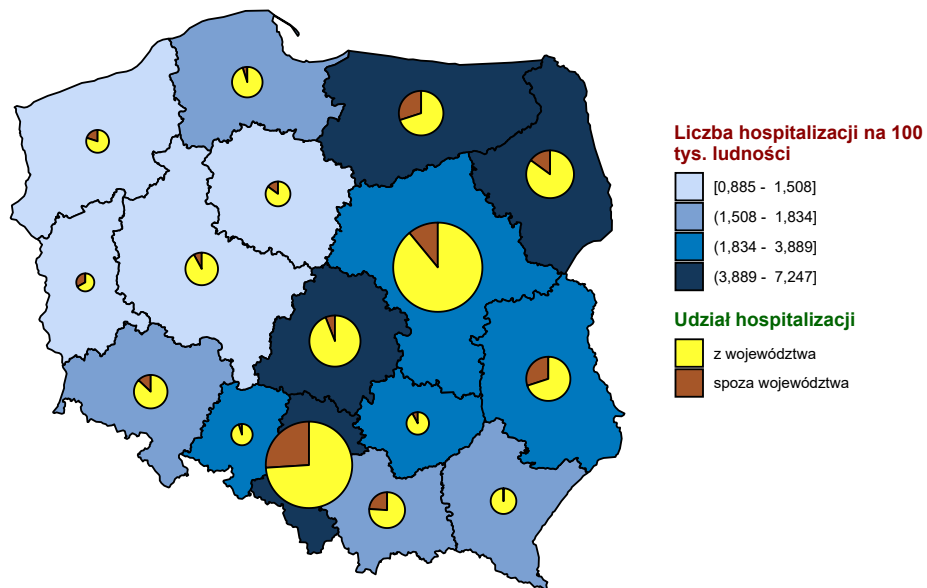 Liczba hospitalizacji na 100
tys. ludności
[0,885 - 1,508]
(1,508 - 1,834]
(1,834 - 3,889]
(3,889 - 7,247]
Udział hospitalizacji
z województwa
spoza województwa